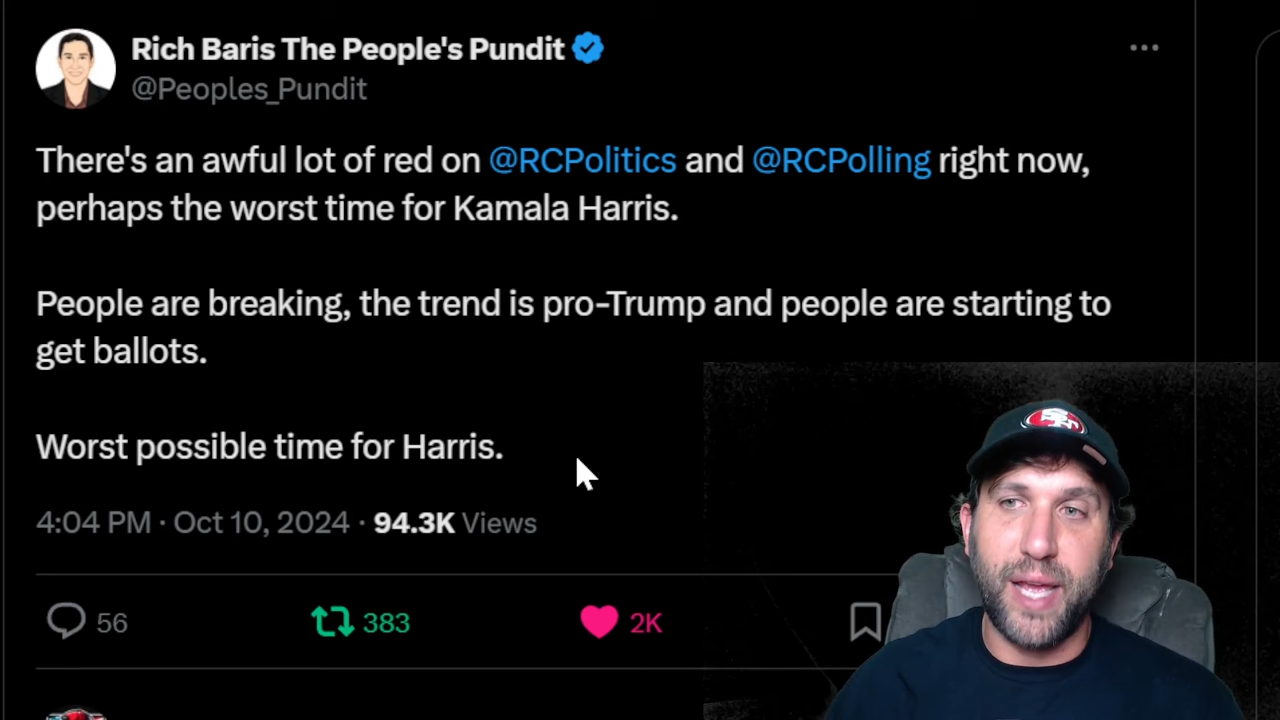 Rich Baris The People's Pundit
@Peoples_Pundit
There's an awful lot of red on @RCPolitics and @RCPolling right now,
perhaps the worst time for Kamala Harris.
People are breaking, the trend is pro-Trump and people are starting to
get ballots.
Worst possible time for Harris.
4:04 PM · Oct 10, 2024 · 94.3K Views
56 383 2K
SF